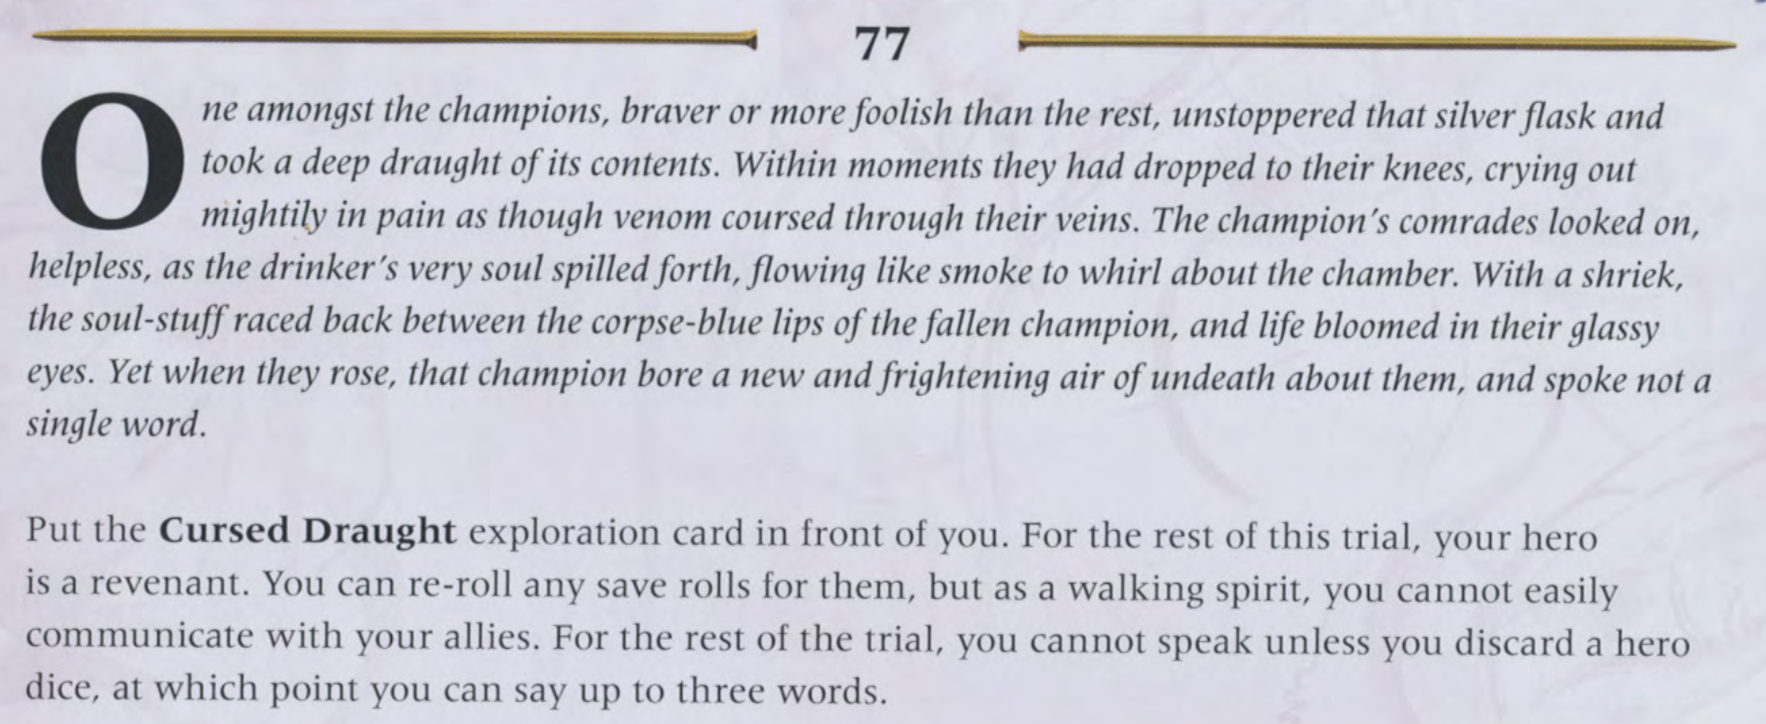 77
One amongst the champions, braver or more foolish than the rest, unstoppered that silver flask and
took a deep draught of its contents. Within moments they had dropped to their knees, crying out
mightily in pain as though venom coursed through their veins. The champion's comrades looked on,
helpless, as the drinker's very soul spilled forth, flowing like smoke to whirl about the chamber. With a shriek,
the soul-stuff raced back between the corpse-blue lips of the fallen champion, and life bloomed in their glassy
eyes. Yet when they rose, that champion bore a new and frightening air of undeath about them, and spoke not a
single word.
Put the Cursed Draught exploration card in front of you. For the rest of this trial, your hero
is a revenant. You can re-roll any save rolls for them, but as a walking spirit, you cannot easily
communicate with your allies. For the rest of the trial, you cannot speak unless you discard a hero
dice, at which point you can say up to three words.